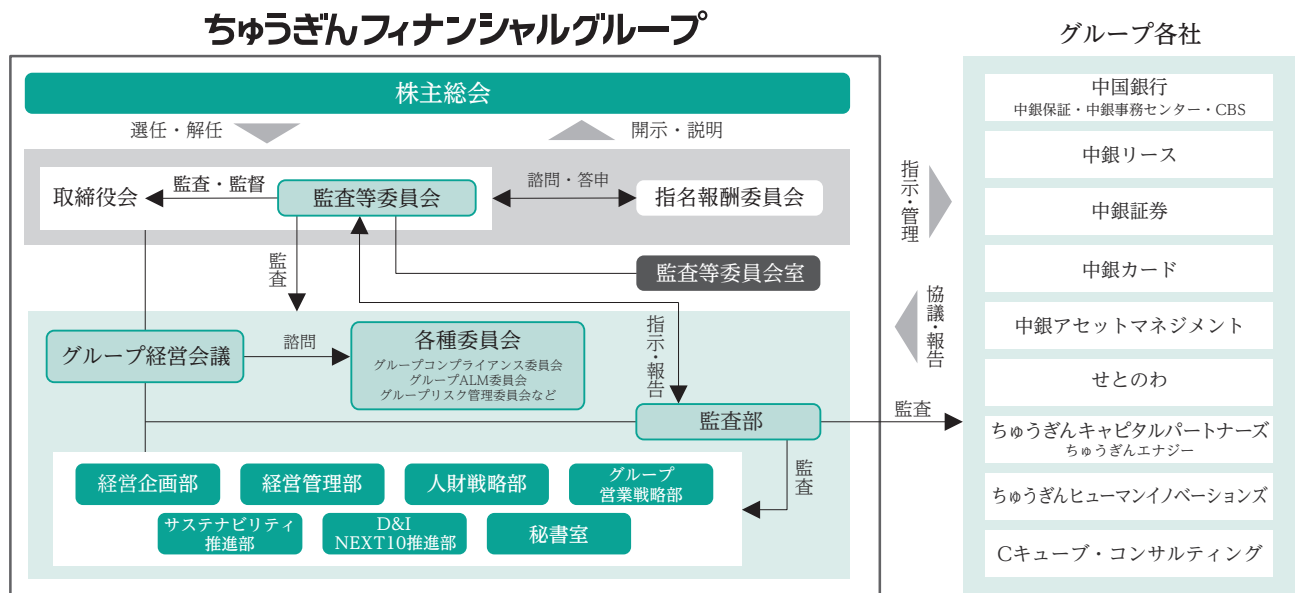 ちゅうぎんフィナンシャルグループ
株主総会
選任・解任
開示・説明
取締役会
監査・監督
監査等委員会
諮問・答申
指名報酬委員会
監査
監査等委員会室
グループ経営会議
諮問
各種委員会
グループコンプライアンス委員会
グループALM委員会
グループリスク管理委員会など
指示・報告
監査部
監査
監査
経営企画部
経営管理部
人財戦略部
グループ
営業戦略部
サステナビリティ
推進部
D&I
NEXT10推進部
秘書室
指示・管理
協議・報告
グループ各社
中国銀行
中銀保証・中銀事務センター・CBS
中銀リース
中銀証券
中銀カード
中銀アセットマネジメント
せとのわ
ちゅうぎんキャピタルパートナーズ
ちゅうぎんエナジー
ちゅうぎんヒューマンイノベーションズ
Cキューブ・コンサルティング